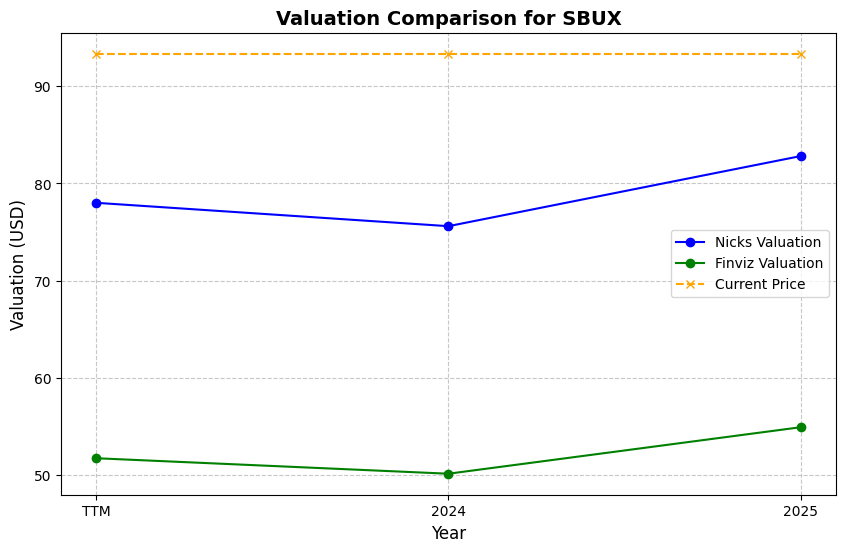 Valuation Comparison for SBUX
Valuation (USD)
90
80
70
60
50
Nicks Valuation
Finviz Valuation
Current Price
TTM
2024
2025
Year